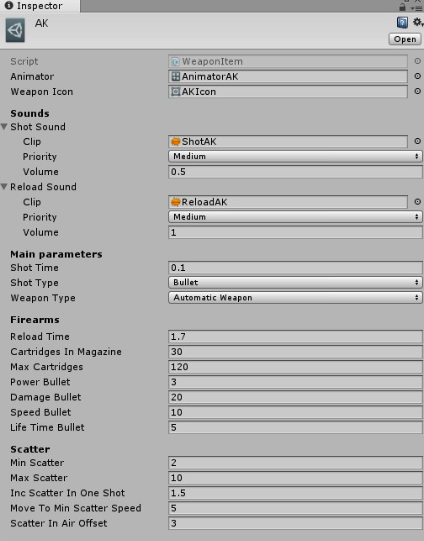 Inspector
AK
Open
Script WeaponItem
Animator AnimatorAK
Weapon Icon AKIcon
Sounds
Shot Sound
Clip ShotAK
Priority Medium
Volume 0.5
Reload Sound
Clip ReloadAK
Priority Medium
Volume 1
Main parameters
Shot Time 0.1
Shot Type Bullet
Weapon Type Automatic Weapon
Firearms
Reload Time 1.7
Cartridges In Magazine 30
Max Cartridges 120
Power Bullet 3
Damage Bullet 20
Speed Bullet 10
Life Time Bullet 5
Scatter
Min Scatter 2
Max Scatter 10
Inc Scatter In One Shot 1.5
Move To Min Scatter Speed 5
Scatter In Air Offset 3